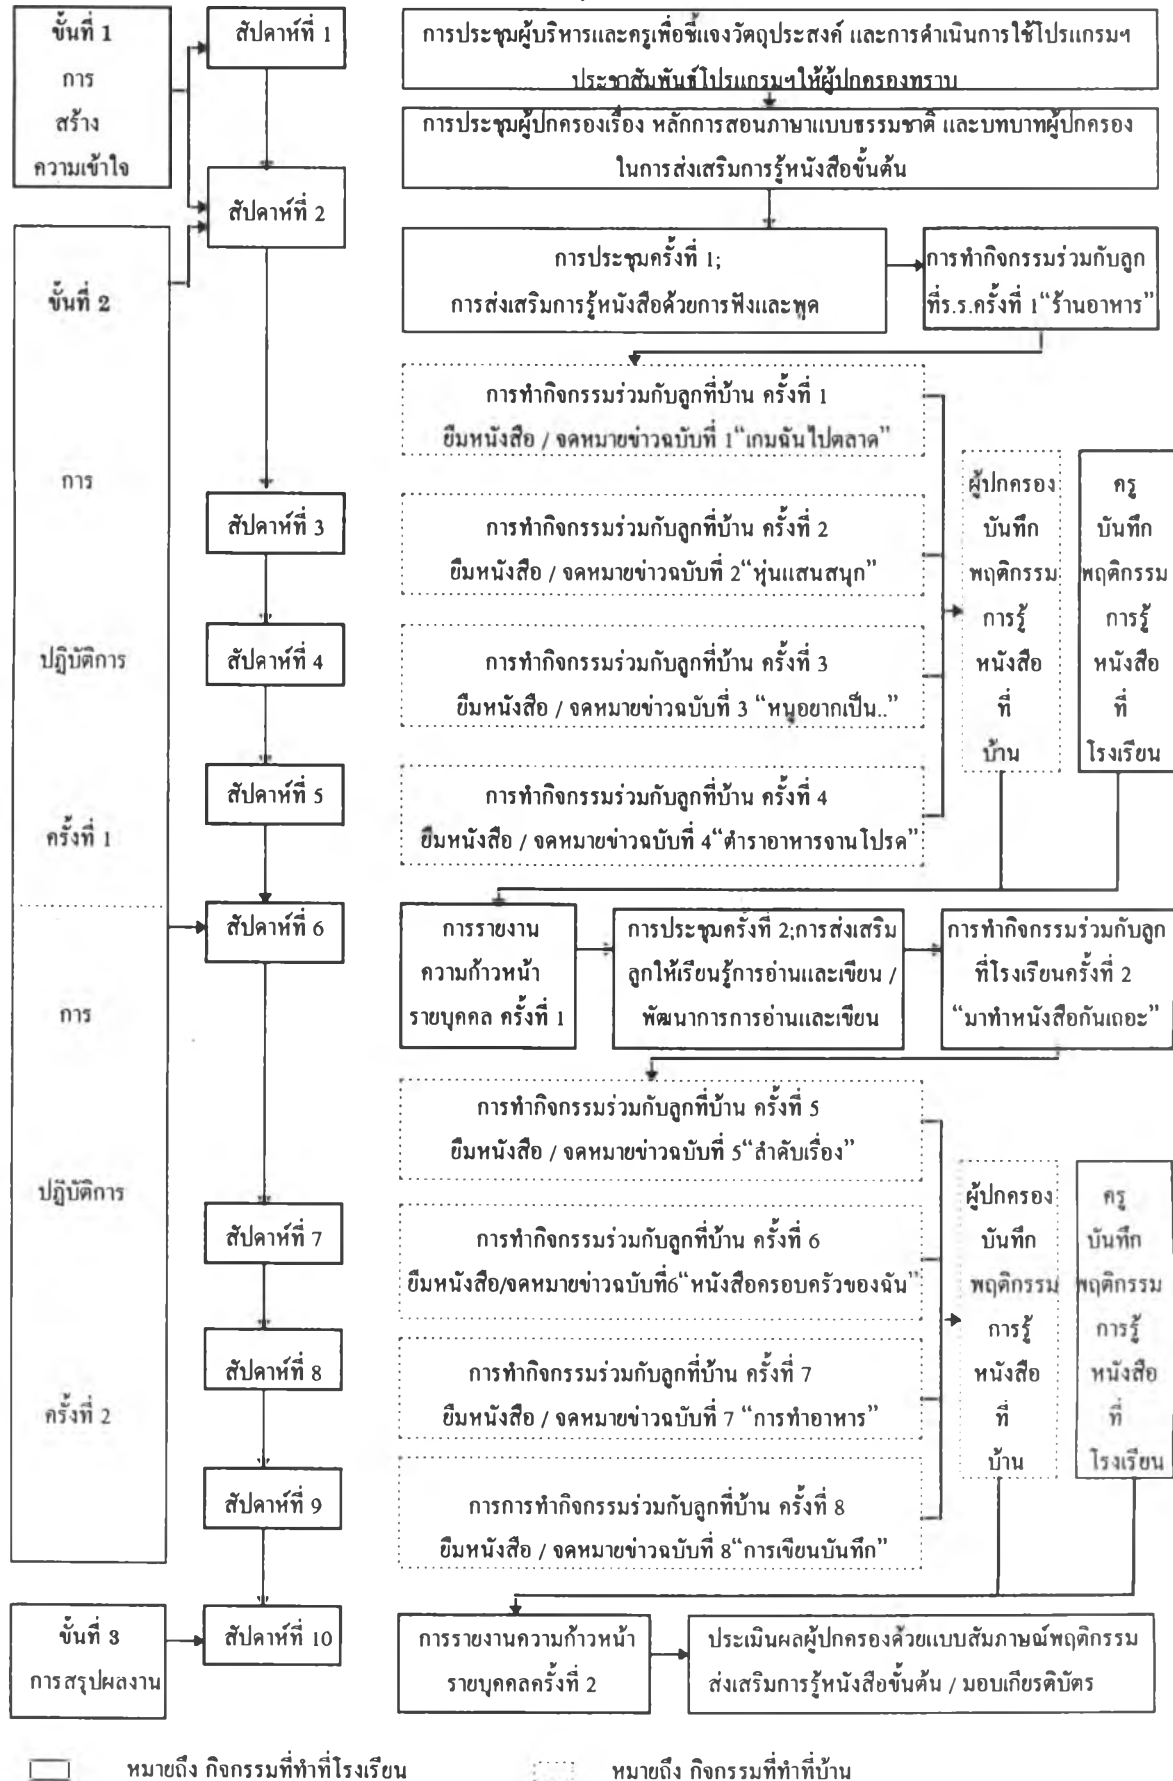 ขั้นที่ 1
การ
สร้าง
ความเข้าใจ
สัปดาห์ที่ 1
การประชุมผู้บริหารและครูเพื่อชี้แจงวัตถุประสงค์ และการดำเนินการใช้โปรแกรมฯ
ประชาสัมพันธ์โปรแกรมฯให้ผู้ปกครองทราบ
สัปดาห์ที่ 2
การประชุมผู้ปกครองเรื่อง หลักการสอนภาษาแบบธรรมชาติ และบทบาทผู้ปกครอง
ในการส่งเสริมการรู้หนังสือขั้นต้น
ขั้นที่ 2
การ
ปฏิบัติการ
ครั้งที่ 1
การประชุมครั้งที่ 1;
การส่งเสริมการรู้หนังสือด้วยการฟังและพูด
การทำกิจกรรมร่วมกับลูก
ที่ร.ร.ครั้งที่ 1“ร้านอาหาร”
การทำกิจกรรมร่วมกับลูกที่บ้าน ครั้งที่ 1
ยืมหนังสือ / จดหมายข่าวฉบับที่ 1“เกมฉันไปตลาด”
สัปดาห์ที่ 3
การทำกิจกรรมร่วมกับลูกที่บ้าน ครั้งที่ 2
ยืมหนังสือ / จดหมายข่าวฉบับที่ 2“หุ่นแสนสนุก”
สัปดาห์ที่ 4
การทำกิจกรรมร่วมกับลูกที่บ้าน ครั้งที่ 3
ยืมหนังสือ / จดหมายข่าวฉบับที่ 3 “หนูอยากเป็น..”
สัปดาห์ที่ 5
การทำกิจกรรมร่วมกับลูกที่บ้าน ครั้งที่ 4
ยืมหนังสือ / จดหมายข่าวฉบับที่ 4“ตำราอาหารจานโปรด”
ผู้ปกครอง
บันทึก
พฤติกรรม
การรู้
หนังสือ
ที่
บ้าน
ครู
บันทึก
พฤติกรรม
การรู้
หนังสือ
ที่
โรงเรียน
การ
ปฏิบัติการ
ครั้งที่ 2
สัปดาห์ที่ 6
การรายงาน
ความก้าวหน้า
รายบุคคล ครั้งที่ 1
การประชุมครั้งที่ 2;การส่งเสริม
ลูกให้เรียนรู้การอ่านและเขียน /
พัฒนาการการอ่านและเขียน
การทำกิจกรรมร่วมกับลูก
ที่โรงเรียนครั้งที่ 2
“มาทำหนังสือกันเถอะ”
การทำกิจกรรมร่วมกับลูกที่บ้าน ครั้งที่ 5
ยืมหนังสือ / จดหมายข่าวฉบับที่ 5“ลำดับเรื่อง”
สัปดาห์ที่ 7
การทำกิจกรรมร่วมกับลูกที่บ้าน ครั้งที่ 6
ยืมหนังสือ/จดหมายข่าวฉบับที่6“หนังสือครอบครัวของฉัน”
สัปดาห์ที่ 8
การทำกิจกรรมร่วมกับลูกที่บ้าน ครั้งที่ 7
ยืมหนังสือ / จดหมายข่าวฉบับที่ 7 “การทำอาหาร”
สัปดาห์ที่ 9
การการทำกิจกรรมร่วมกับลูกที่บ้าน ครั้งที่ 8
ยืมหนังสือ / จดหมายข่าวฉบับที่ 8“การเขียนบันทึก”
ผู้ปกครอง
บันทึก
พฤติกรรม
การรู้
หนังสือ
ที่
บ้าน
ครู
บันทึก
พฤติกรรม
การรู้
หนังสือ
ที่
โรงเรียน
ขั้นที่ 3
การสรุปผลงาน
สัปดาห์ที่ 10
การรายงานความก้าวหน้า
รายบุคคลครั้งที่ 2
ประเมินผลผู้ปกครองด้วยแบบสัมภาษณ์พฤติกรรม
ส่งเสริมการรู้หนังสือขั้นต้น / มอบเกียรติบัตร
หมายถึง กิจกรรมที่ทำที่โรงเรียน
หมายถึง กิจกรรมที่ทำที่บ้าน